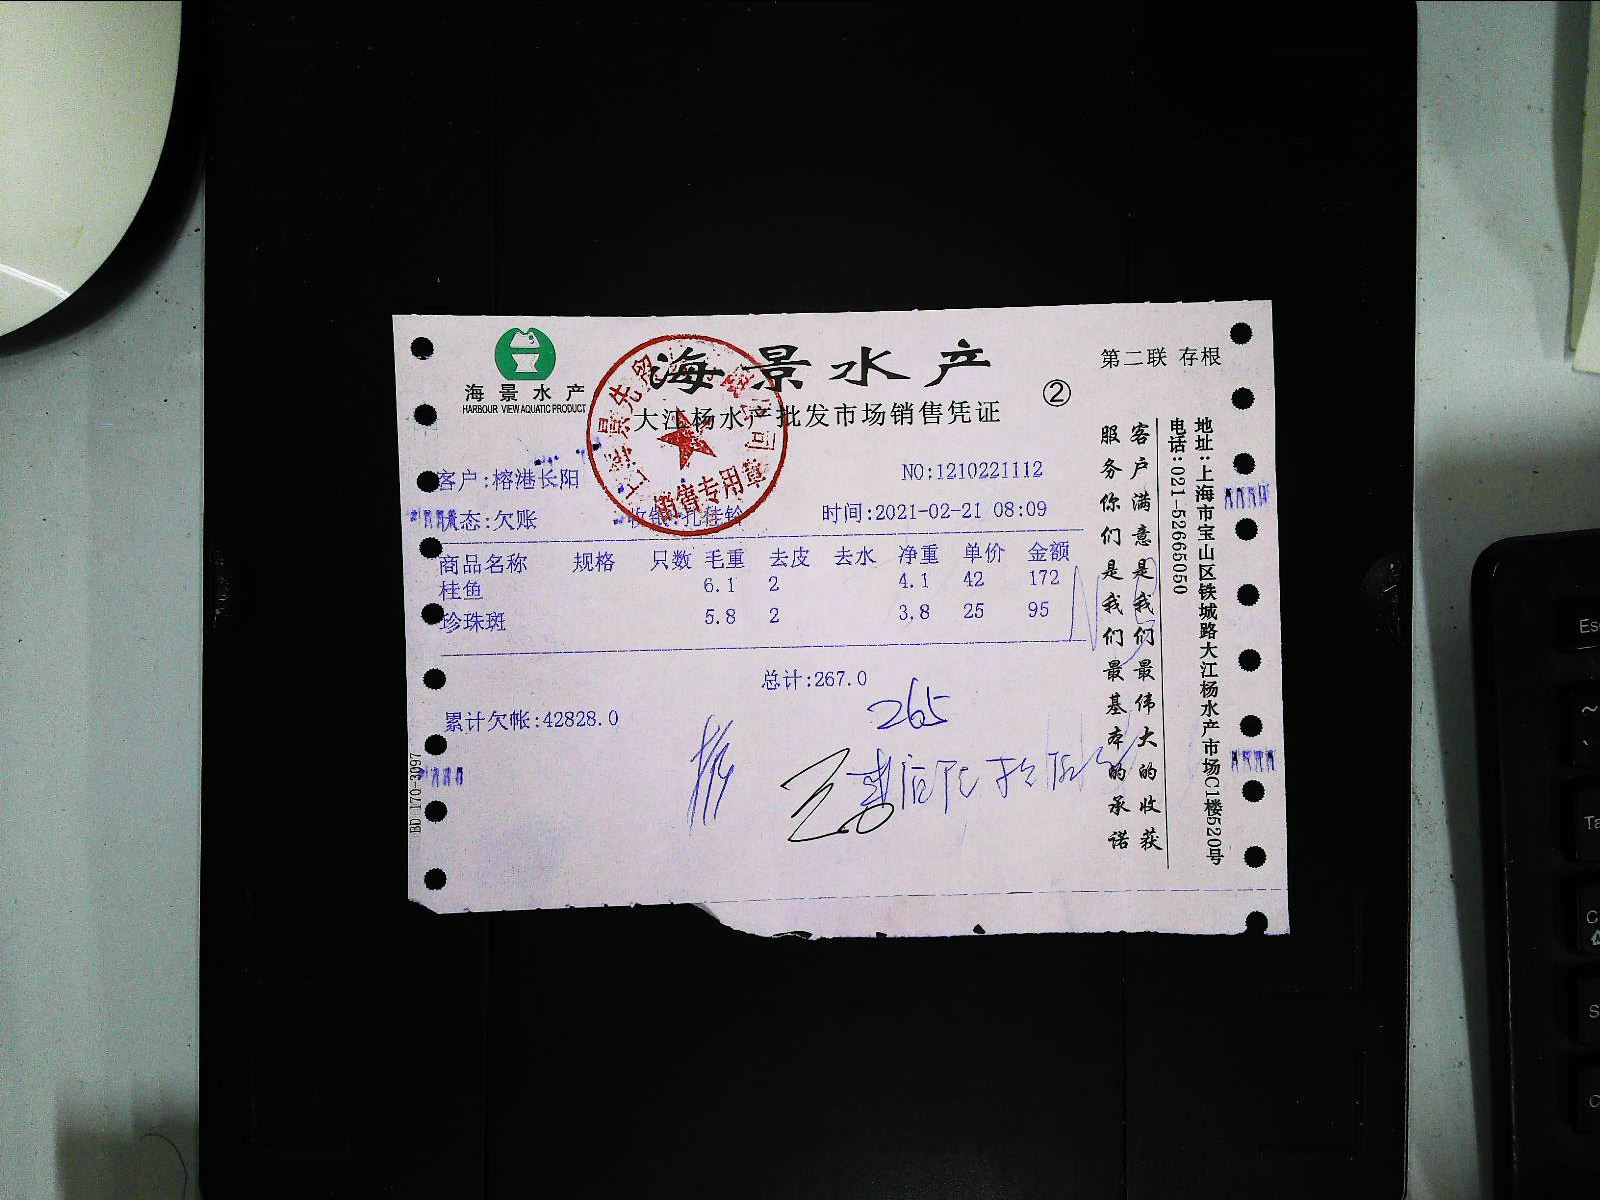 海景水产
HARBOUR VIEW AQUATIC PRODUCT
海景水产
大江杨水产批发市场销售凭证
②
第二联 存根
销售专用章
客户:榕港长阳
NO:1210221112
状态:欠账
收银:孔桂铃
时间:2021-02-21 08:09
商品名称 规格 只数 毛重 去皮 去水 净重 单价 金额
桂鱼 6.1 2 4.1 42 172
珍珠斑 5.8 2 3.8 25 95
总计:267.0
265
累计欠帐:42828.0
BD 170-3097
客户满意是我们最伟大的收获
服务你们是我们最基本的承诺
地址:上海市宝山区铁城路大江杨水产市场C1楼520号
电话:021-52665050
Esc